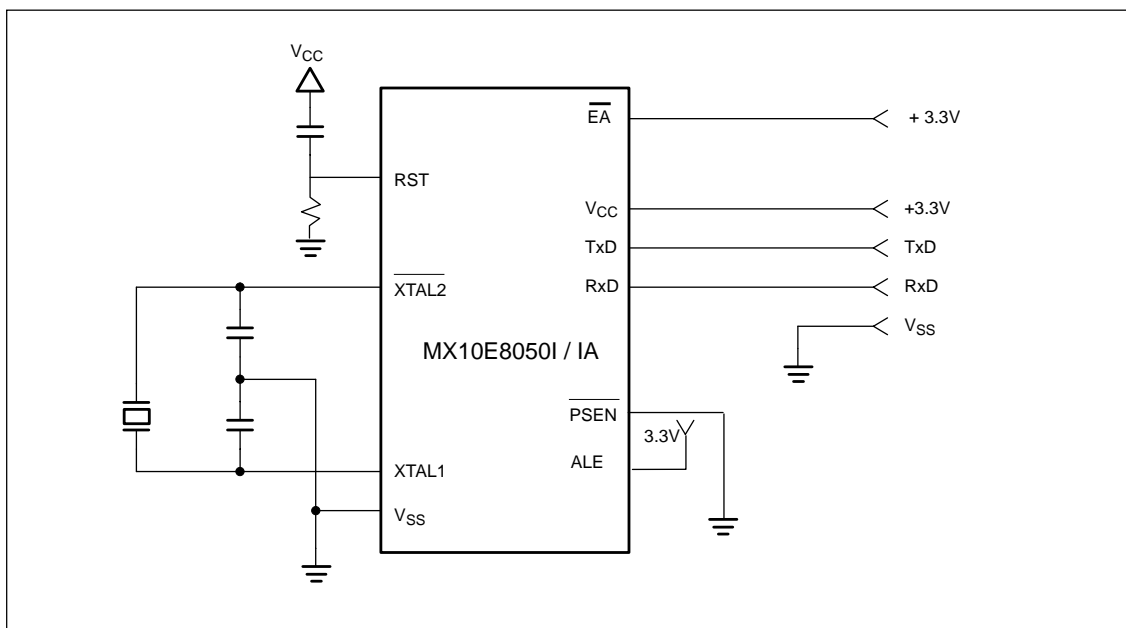 VCC
EA
+ 3.3V
RST
VCC
+3.3V
TxD
TxD
XTAL2
RxD
RxD
VSS
MX10E8050I / IA
PSEN
3.3V
ALE
XTAL1
VSS